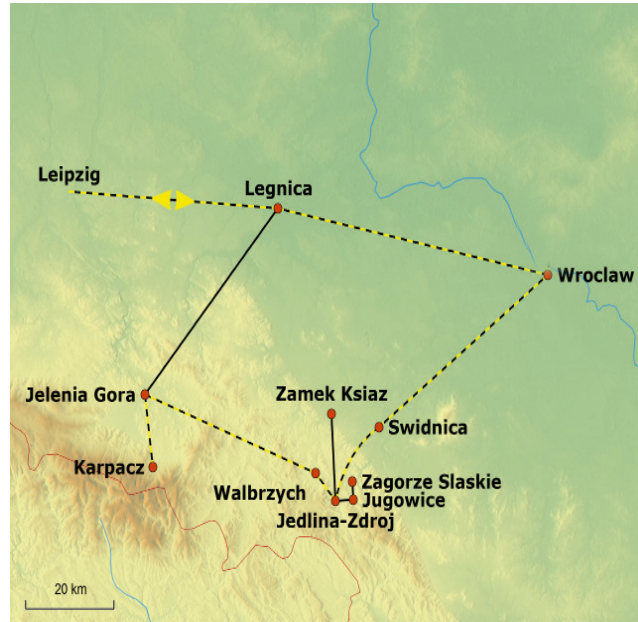 Leipzig
Legnica
Wroclaw
Jelenia Gora
Zamek Ksiaz
Swidnica
Karpacz
Walbrzych
Zagorze Slaskie
Jugowice
Jedlina-Zdroj
20 km